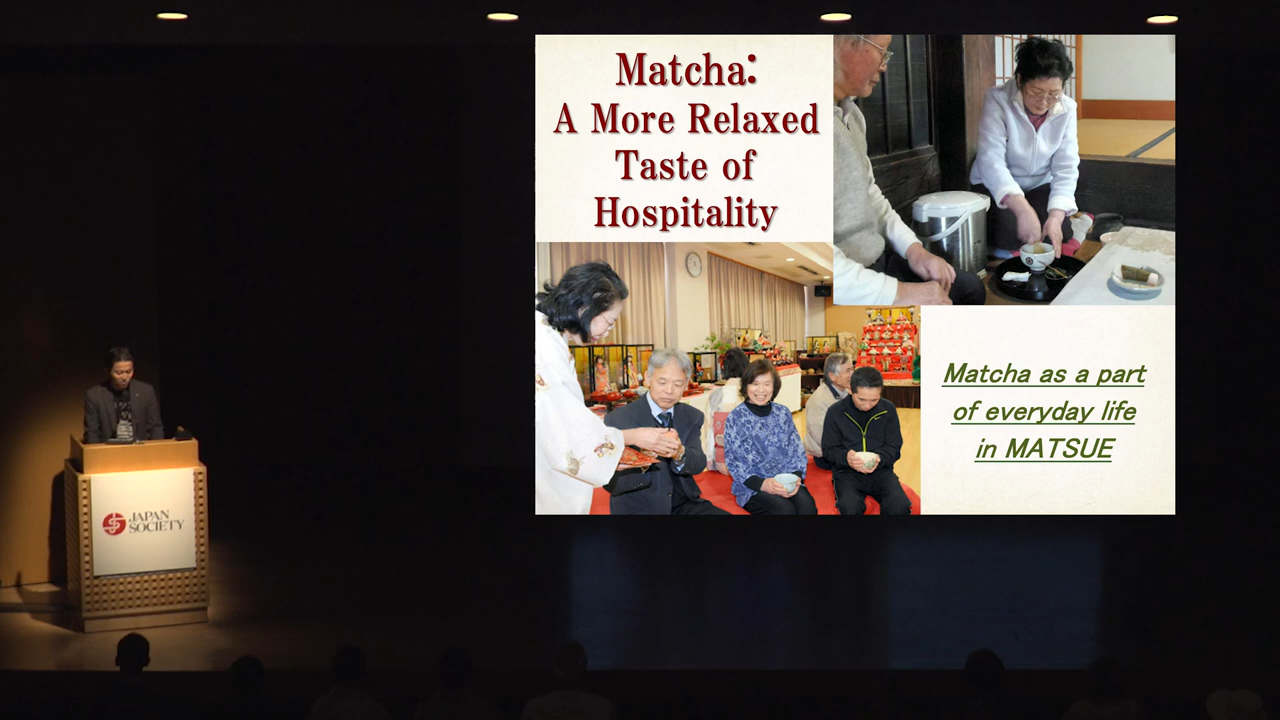 Matcha:
A More Relaxed
Taste of
Hospitality
Matcha as a part
of everyday life
in MATSUE
JAPAN
SOCIETY